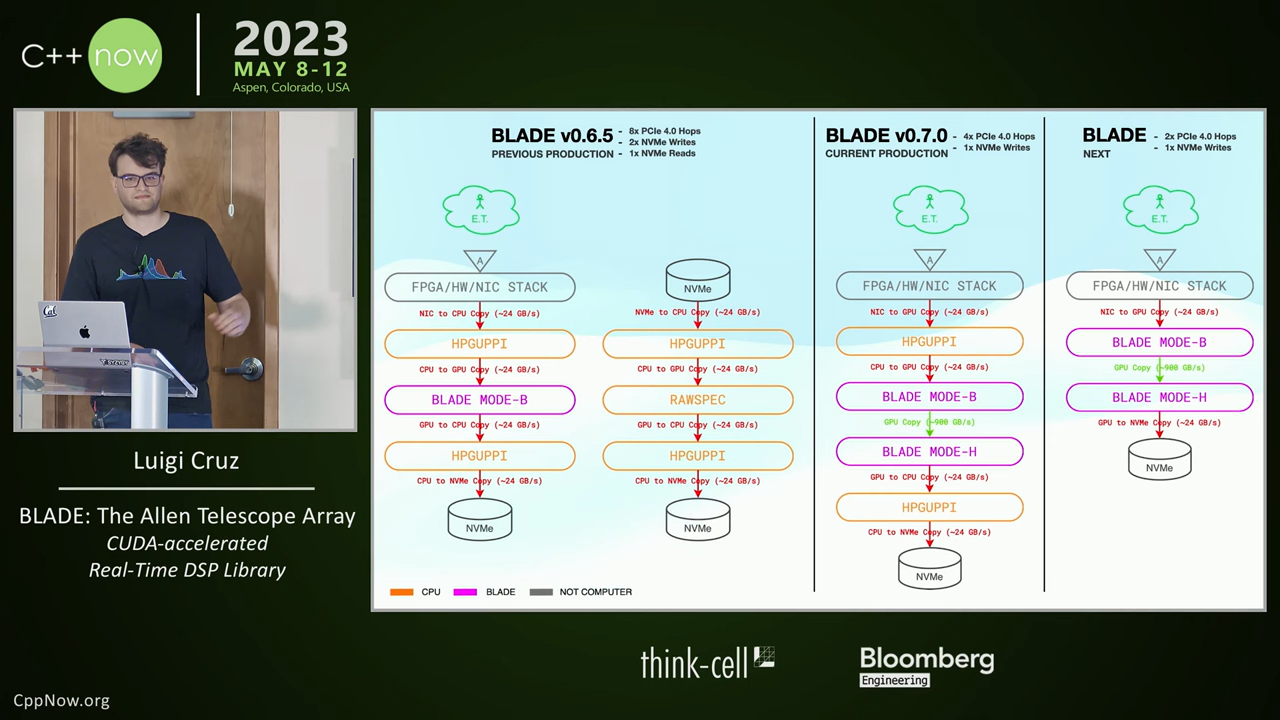 C++ now
2023
MAY 8-12
Aspen, Colorado, USA
Cal
Luigi Cruz
BLADE: The Allen Telescope Array
CUDA-accelerated
Real-Time DSP Library
CppNow.org
BLADE v0.6.5
PREVIOUS PRODUCTION
- 8x PCIe 4.0 Hops
- 2x NVMe Writes
- 1x NVMe Reads
E.T.
A
FPGA/HW/NIC STACK
NIC to CPU Copy (~24 GB/s)
HPGUPPI
CPU to GPU Copy (~24 GB/s)
BLADE MODE-B
GPU to CPU Copy (~24 GB/s)
HPGUPPI
CPU to NVMe Copy (~24 GB/s)
NVMe
NVMe
NVMe to CPU Copy (~24 GB/s)
HPGUPPI
CPU to GPU Copy (~24 GB/s)
RAWSPEC
GPU to CPU Copy (~24 GB/s)
HPGUPPI
CPU to NVMe Copy (~24 GB/s)
NVMe
CPU
BLADE
NOT COMPUTER
BLADE v0.7.0
CURRENT PRODUCTION
- 4x PCIe 4.0 Hops
- 1x NVMe Writes
E.T.
A
FPGA/HW/NIC STACK
NIC to GPU Copy (~24 GB/s)
HPGUPPI
CPU to GPU Copy (~24 GB/s)
BLADE MODE-B
GPU Copy (~900 GB/s)
BLADE MODE-H
GPU to CPU Copy (~24 GB/s)
HPGUPPI
CPU to NVMe Copy (~24 GB/s)
NVMe
BLADE
NEXT
- 2x PCIe 4.0 Hops
- 1x NVMe Writes
E.T.
A
FPGA/HW/NIC STACK
NIC to GPU Copy (~24 GB/s)
BLADE MODE-B
GPU Copy (~900 GB/s)
BLADE MODE-H
GPU to NVMe Copy (~24 GB/s)
NVMe
think-cell
Bloomberg
Engineering